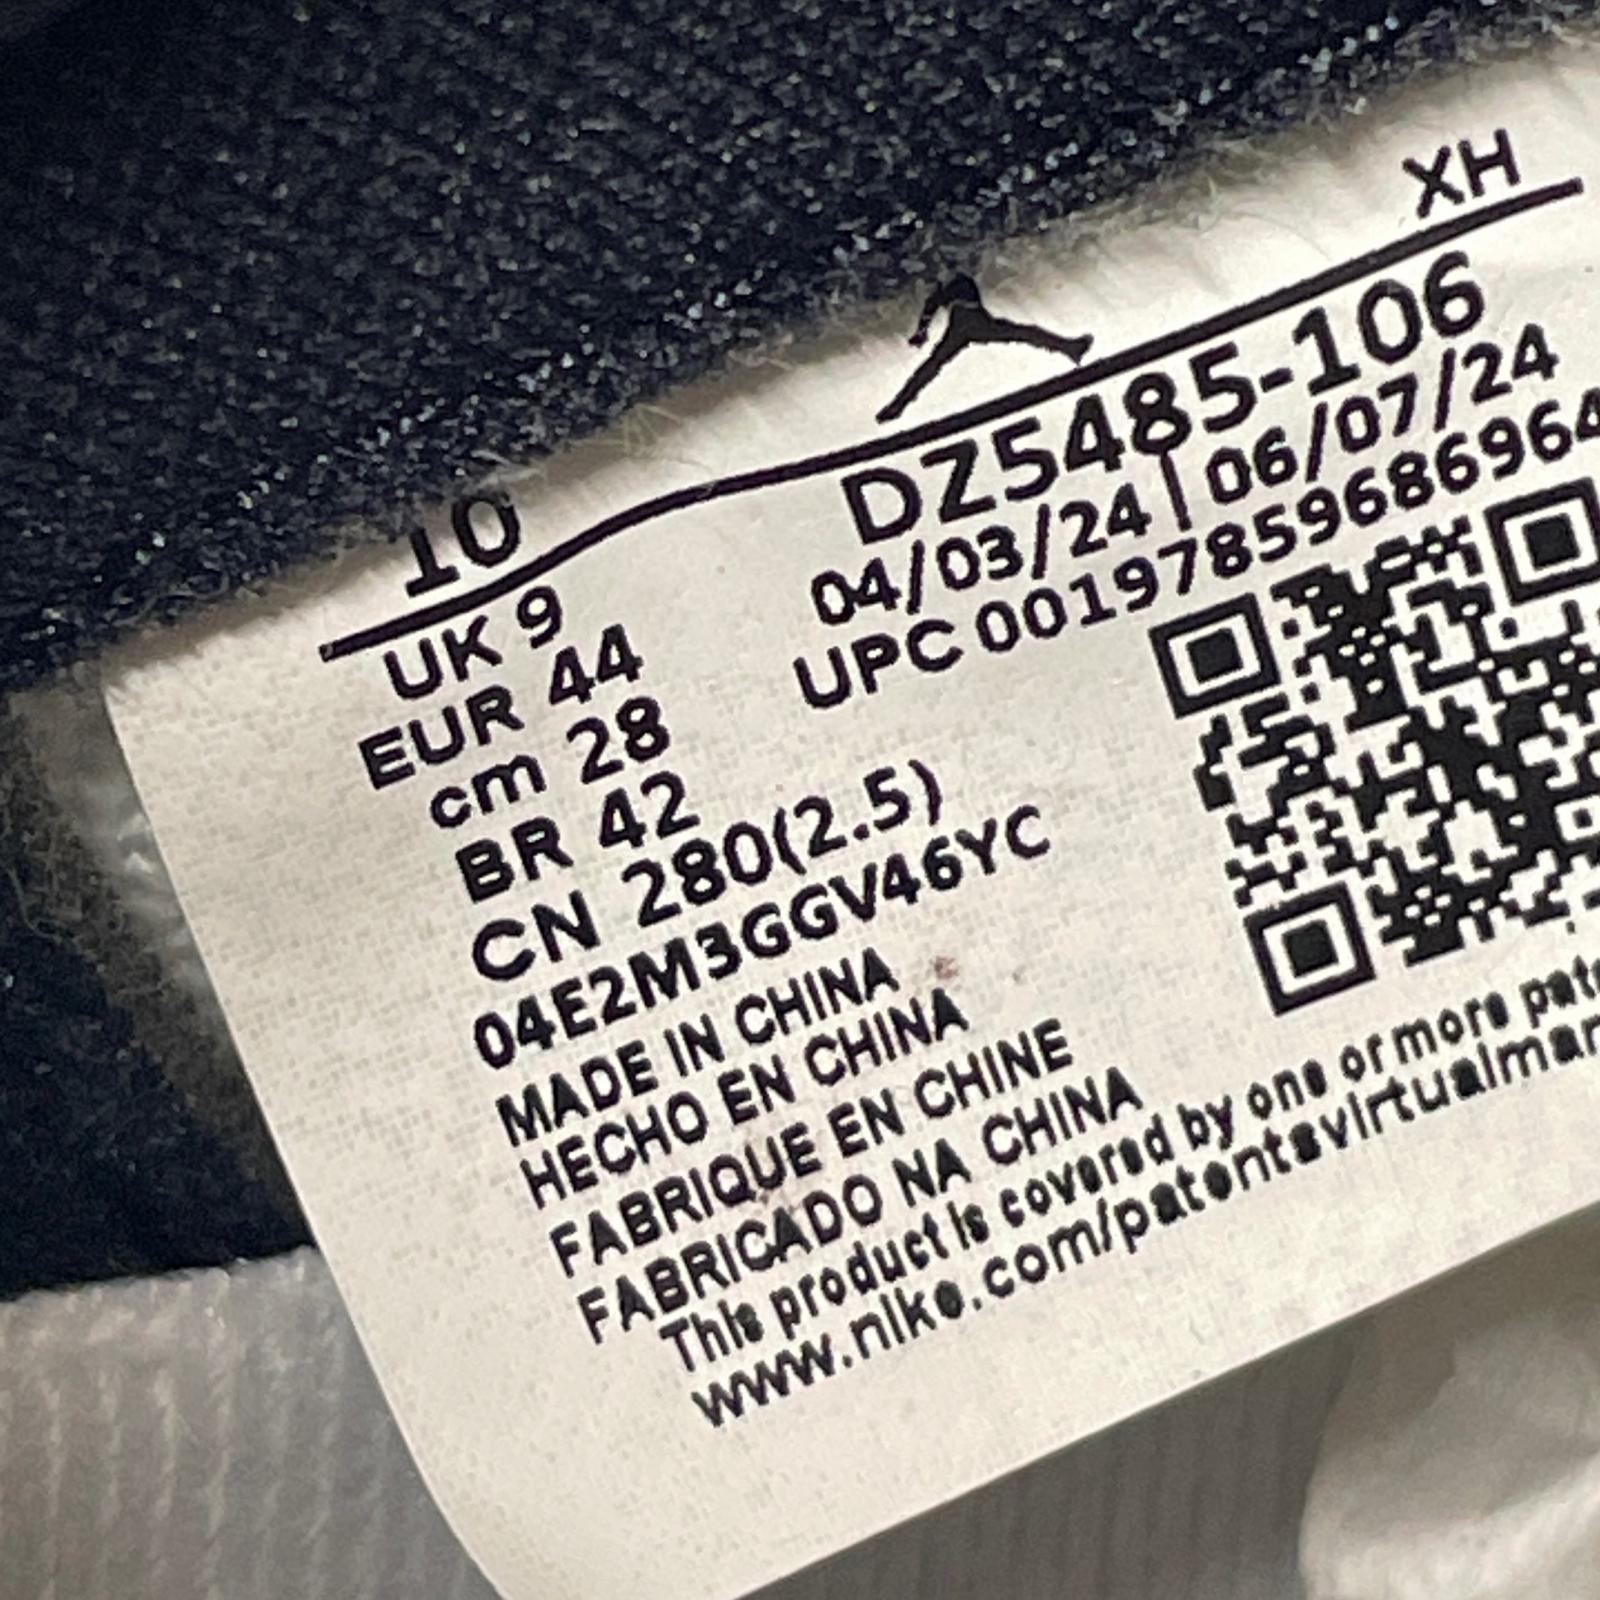 10 XH
UK 9
EUR 44
cm 28
BR 42
CN 280(2.5)
04E2M3GGV46YC
MADE IN CHINA
HECHO EN CHINA
FABRIQUE EN CHINE
FABRICADO NA CHINA
DZ5485-106
04/03/24 | 06/07/24
UPC 00197859686964
This product is covered by one or more
www.nike.com/patentsvirtualmar